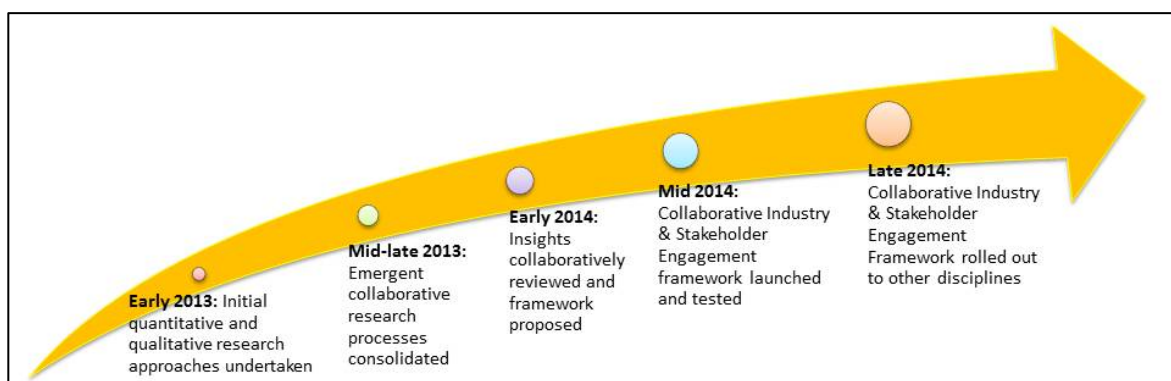 Early 2013: Initial
quantitative and
qualitative research
approaches undertaken
Mid-late 2013:
Emergent
collaborative
research
processes
consolidated
Early 2014:
Insights
collaboratively
reviewed and
framework
proposed
Mid 2014:
Collaborative Industry
& Stakeholder
Engagement
framework launched
and tested
Late 2014:
Collaborative Industry
& Stakeholder
Engagement
Framework rolled out
to other disciplines